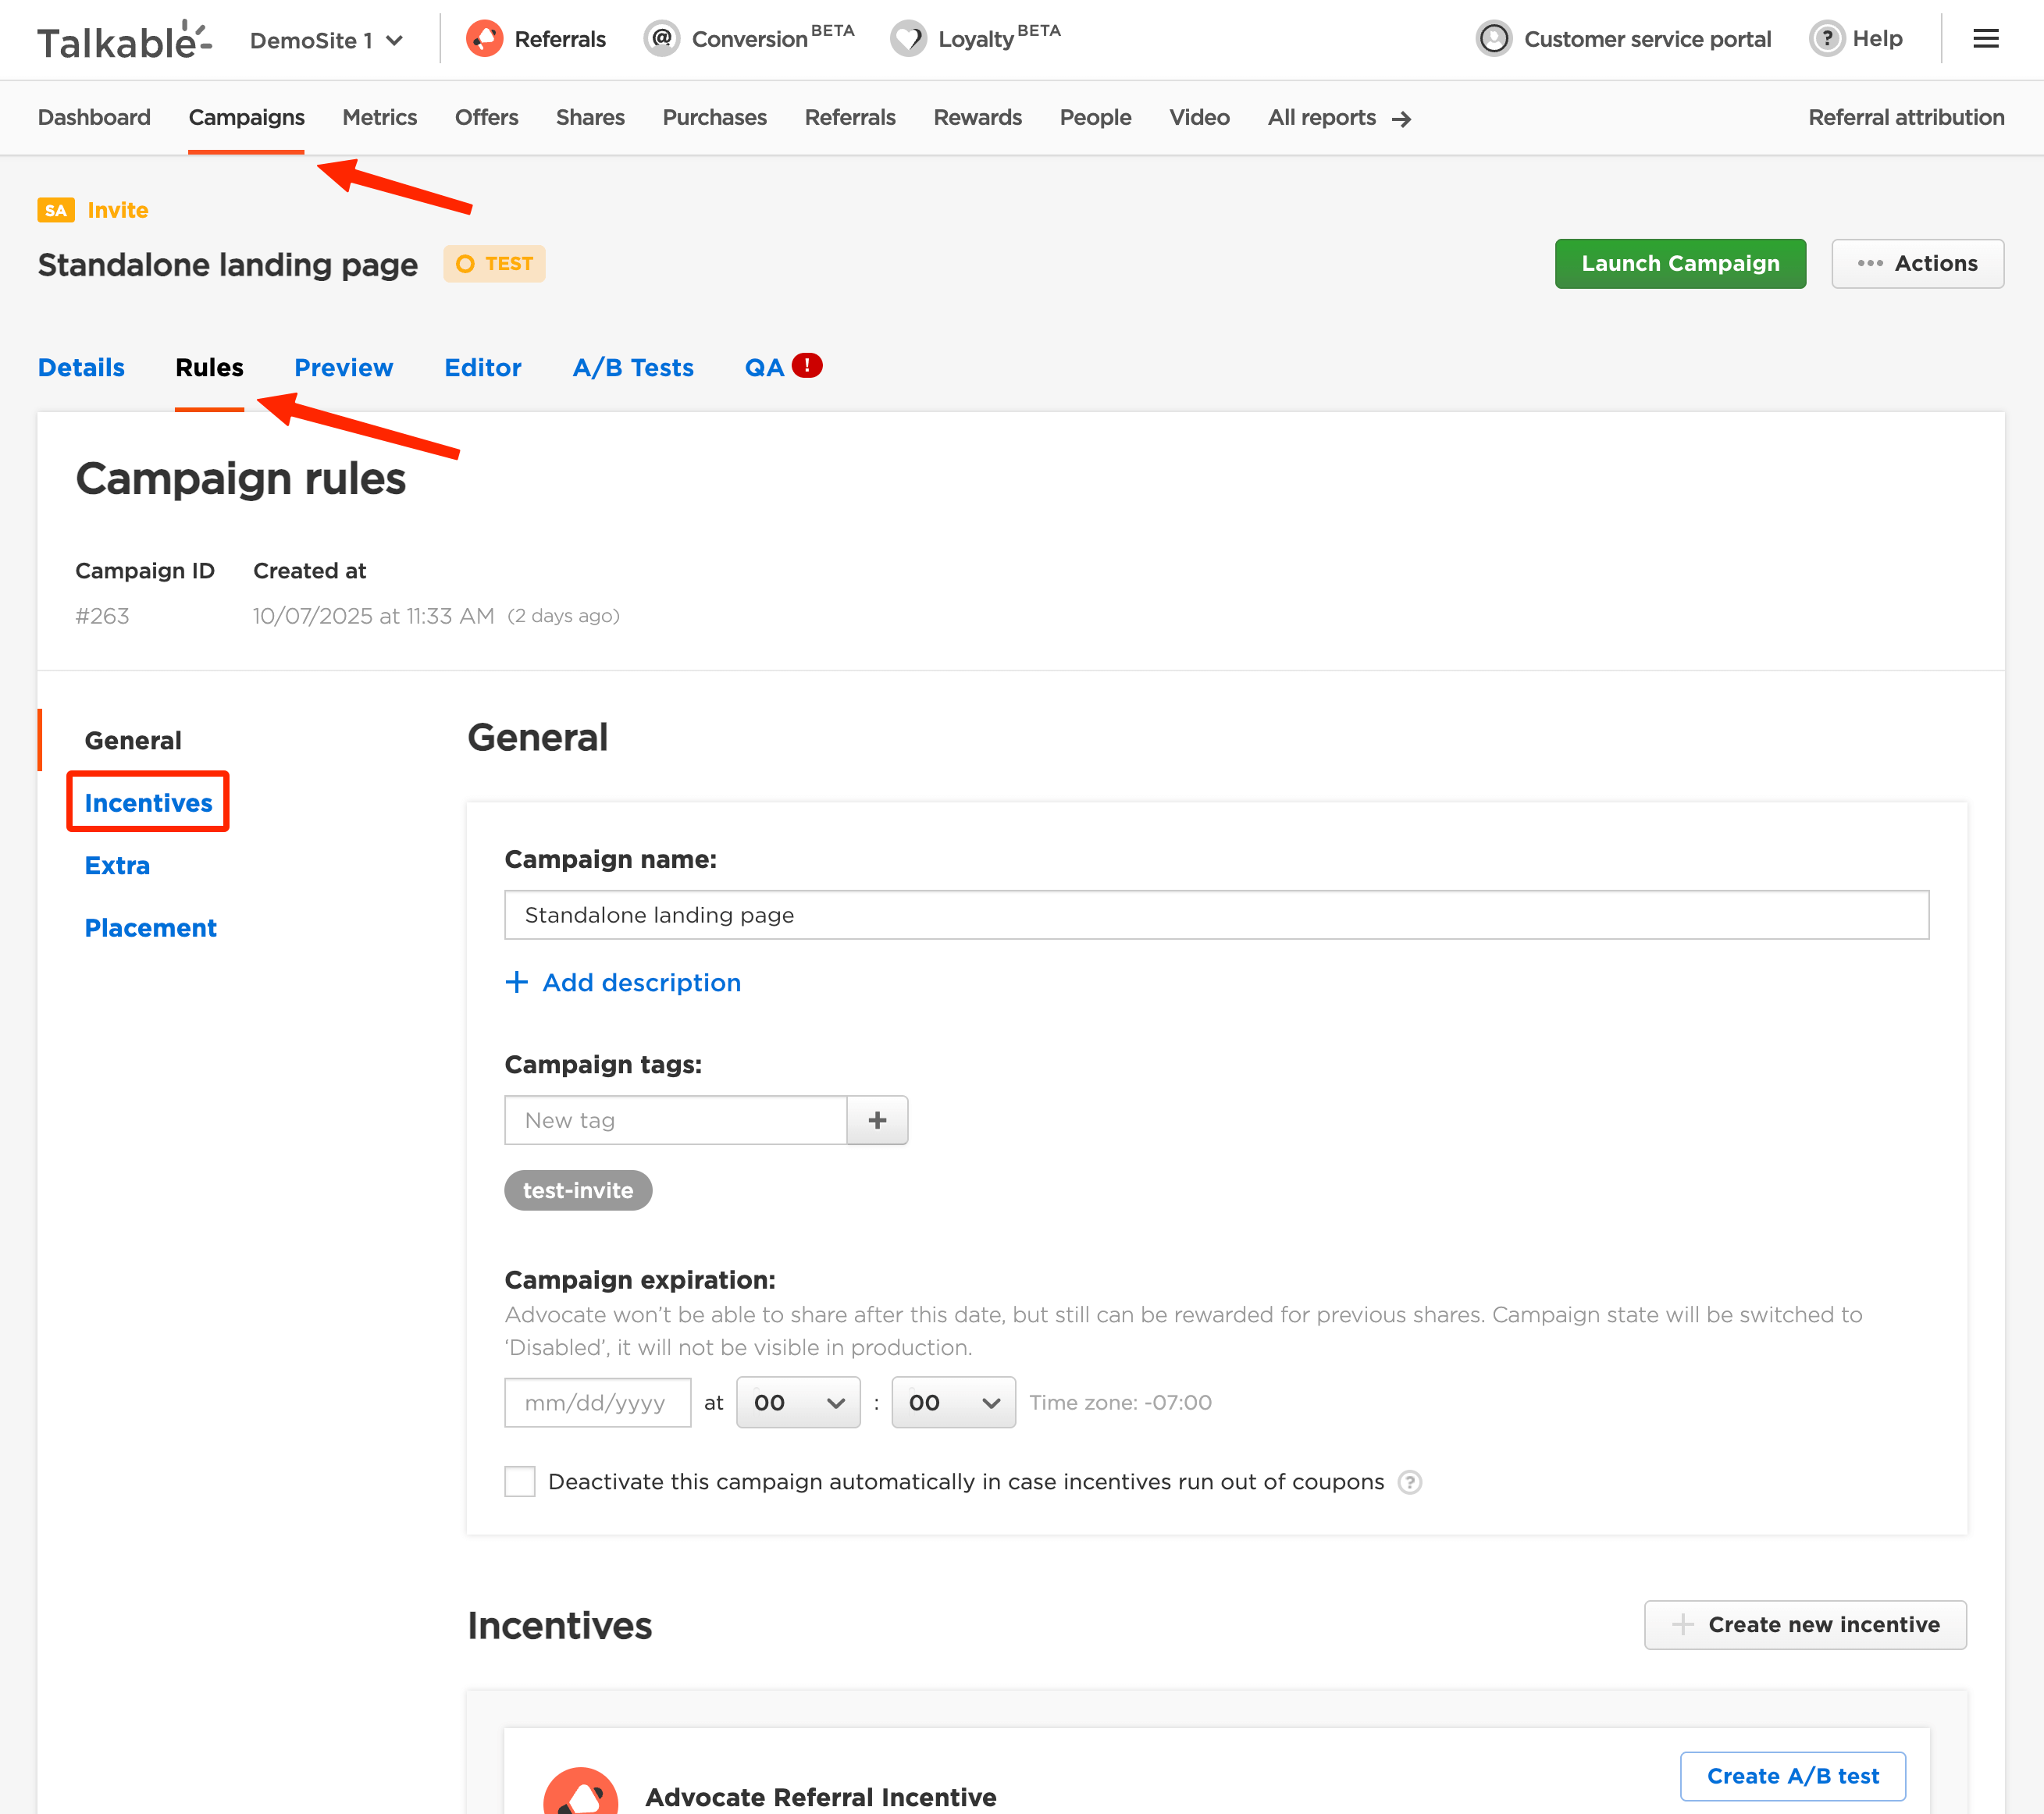 Talkable DemoSite 1 Referrals @ Conversion BETA Loyalty BETA Customer service portal ? Help
Dashboard Campaigns Metrics Offers Shares Purchases Referrals Rewards People Video All reports → Referral attribution
SA Invite
Standalone landing page TEST Launch Campaign ••• Actions
Details Rules Preview Editor A/B Tests QA !
Campaign rules
Campaign ID Created at
#263 10/07/2025 at 11:33 AM (2 days ago)
General
Incentives
Extra
Placement
General
Campaign name:
Standalone landing page
+ Add description
Campaign tags:
New tag +
test-invite
Campaign expiration:
Advocate won’t be able to share after this date, but still can be rewarded for previous shares. Campaign state will be switched to
‘Disabled’, it will not be visible in production.
mm/dd/yyyy at 00 : 00 Time zone: -07:00
Deactivate this campaign automatically in case incentives run out of coupons ?
Incentives + Create new incentive
Create A/B test
Advocate Referral Incentive